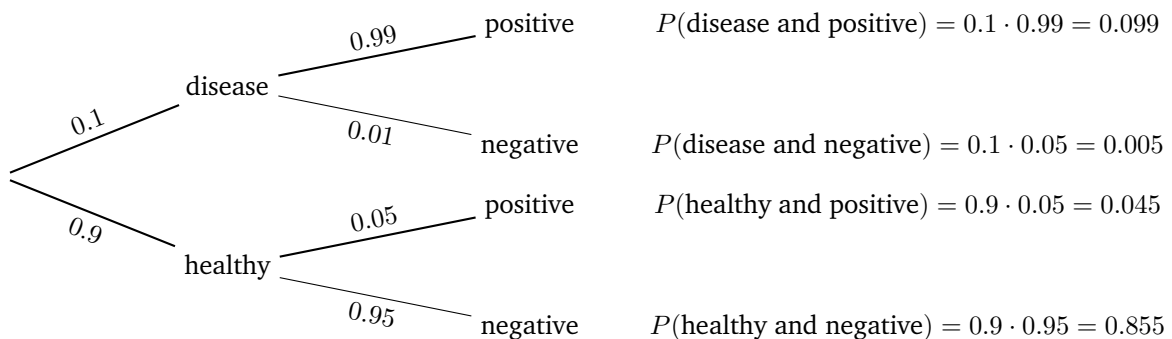 positive P(disease and positive) = 0.1 · 0.99 = 0.099
0.99
disease
0.1
0.01
negative P(disease and negative) = 0.1 · 0.05 = 0.005
positive P(healthy and positive) = 0.9 · 0.05 = 0.045
0.05
0.9
healthy
0.95
negative P(healthy and negative) = 0.9 · 0.95 = 0.855